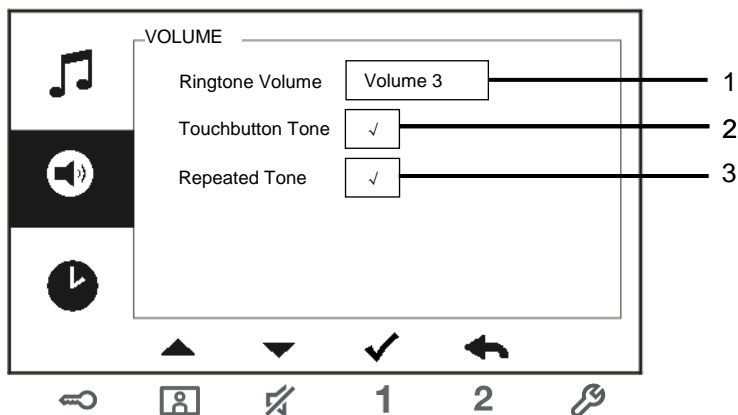 VOLUME
Ringtone Volume Volume 3 1
Touchbutton Tone √ 2
Repeated Tone √ 3
1 2